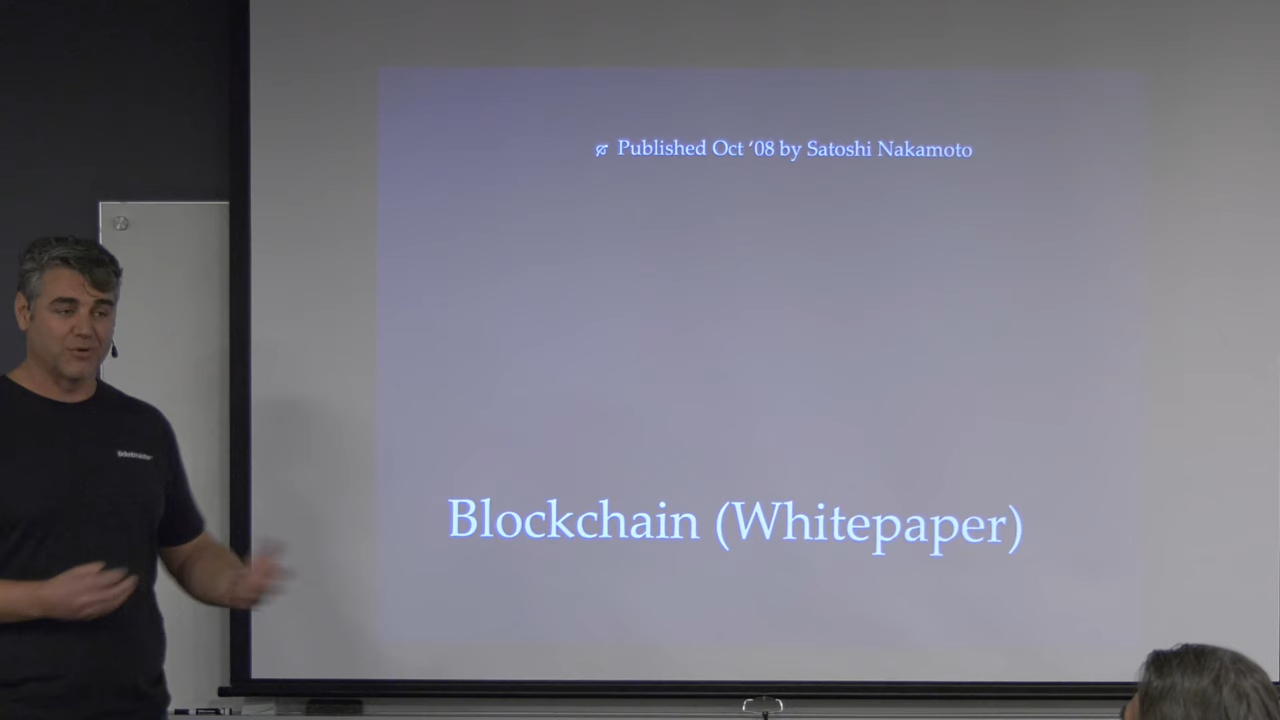 Published Oct ‘08 by Satoshi Nakamoto
Blockchain (Whitepaper)